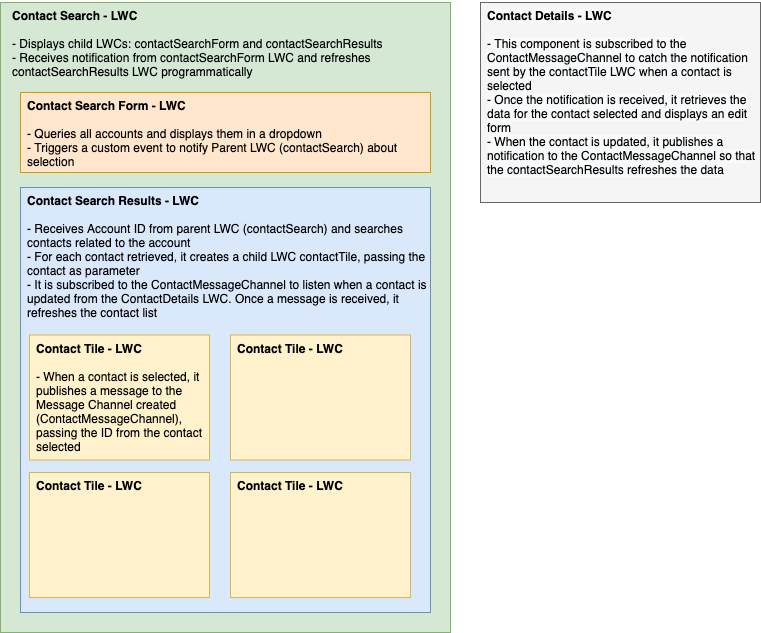 Contact Search - LWC
- Displays child LWCs: contactSearchForm and contactSearchResults
- Receives notification from contactSearchForm LWC and refreshes
contactSearchResults LWC programmatically
Contact Search Form - LWC
- Queries all accounts and displays them in a dropdown
- Triggers a custom event to notify Parent LWC (contactSearch) about
selection
Contact Search Results - LWC
- Receives Account ID from parent LWC (contactSearch) and searches
contacts related to the account
- For each contact retrieved, it creates a child LWC contactTile, passing the
contact as parameter
- It is subscribed to the ContactMessageChannel to listen when a contact is
updated from the ContactDetails LWC. Once a message is received, it
refreshes the contact list
Contact Tile - LWC
- When a contact is selected, it
publishes a message to the
Message Channel created
(ContactMessageChannel),
passing the ID from the contact
selected
Contact Tile - LWC
Contact Tile - LWC
Contact Tile - LWC
Contact Details - LWC
- This component is subscribed to the
ContactMessageChannel to catch the notification
sent by the contactTile LWC when a contact is
selected
- Once the notification is received, it retrieves the
data for the contact selected and displays an edit
form
- When the contact is updated, it publishes a
notification to the ContactMessageChannel so that
the contactSearchResults refreshes the data